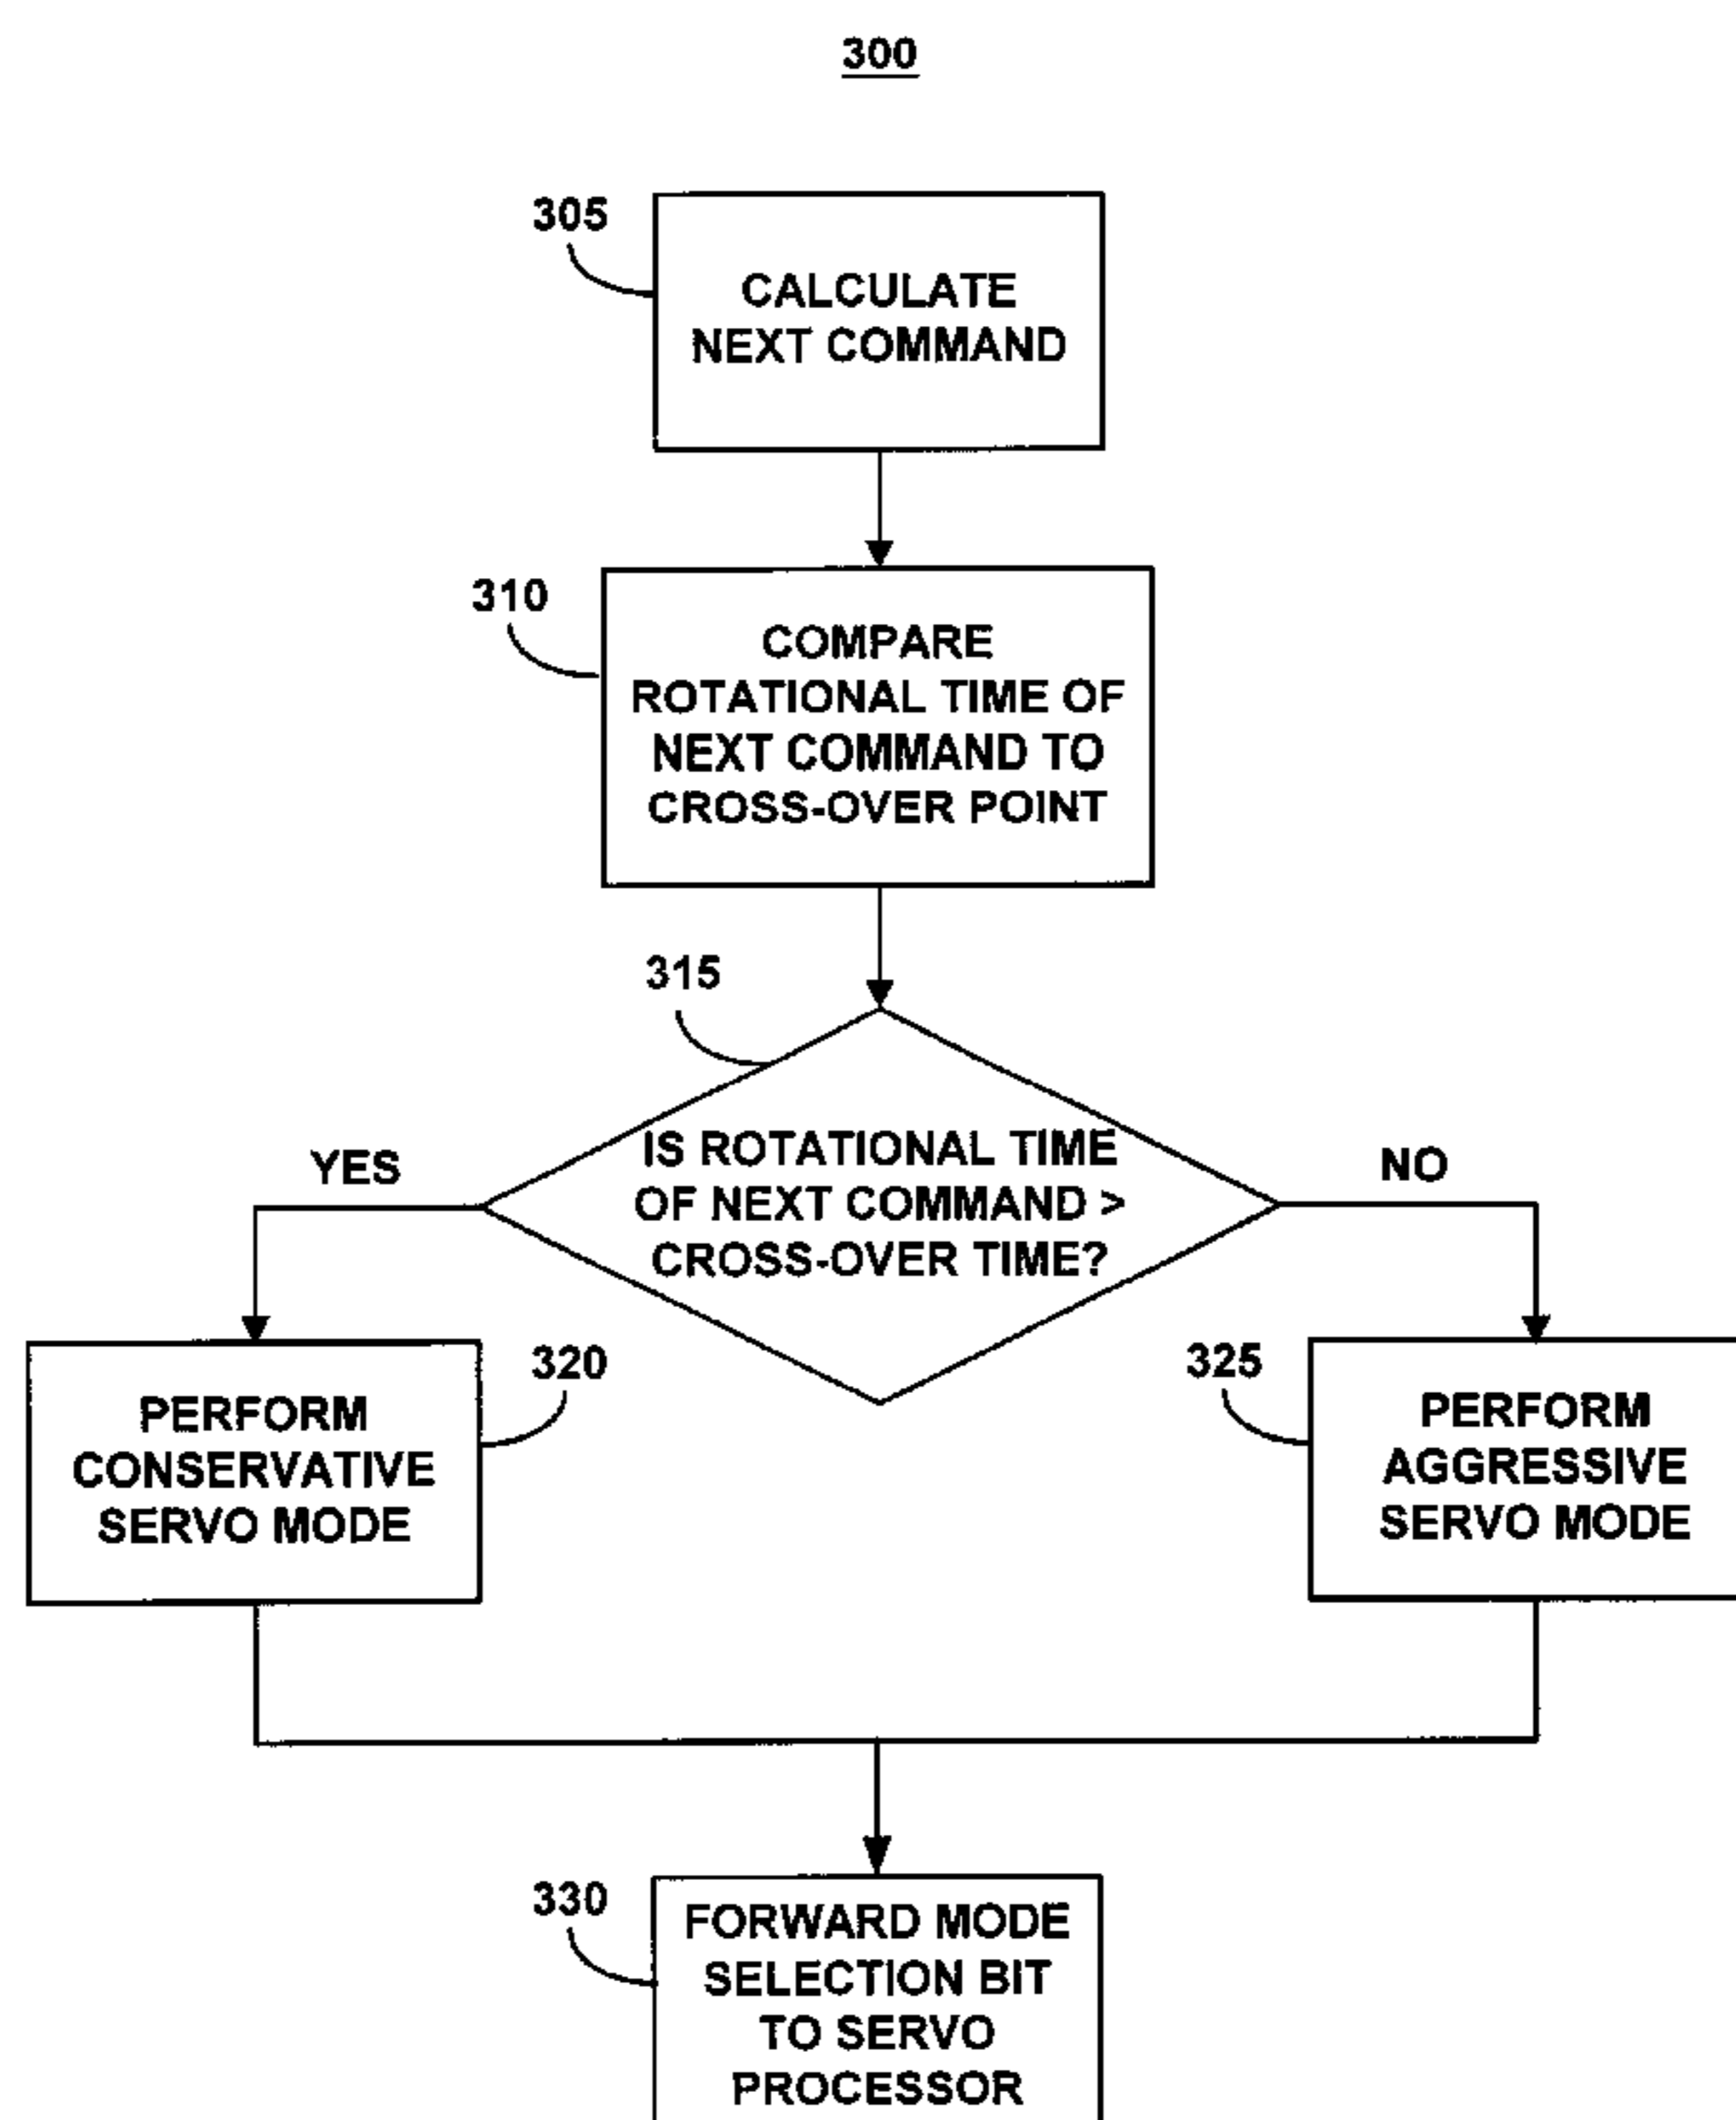 300
305
CALCULATE
NEXT COMMAND
310
COMPARE
ROTATIONAL TIME OF
NEXT COMMAND TO
CROSS-OVER POINT
315
IS ROTATIONAL TIME
OF NEXT COMMAND >
CROSS-OVER TIME?
YES
NO
320
PERFORM
CONSERVATIVE
SERVO MODE
325
PERFORM
AGGRESSIVE
SERVO MODE
330
FORWARD MODE
SELECTION BIT
TO SERVO
PROCESSOR